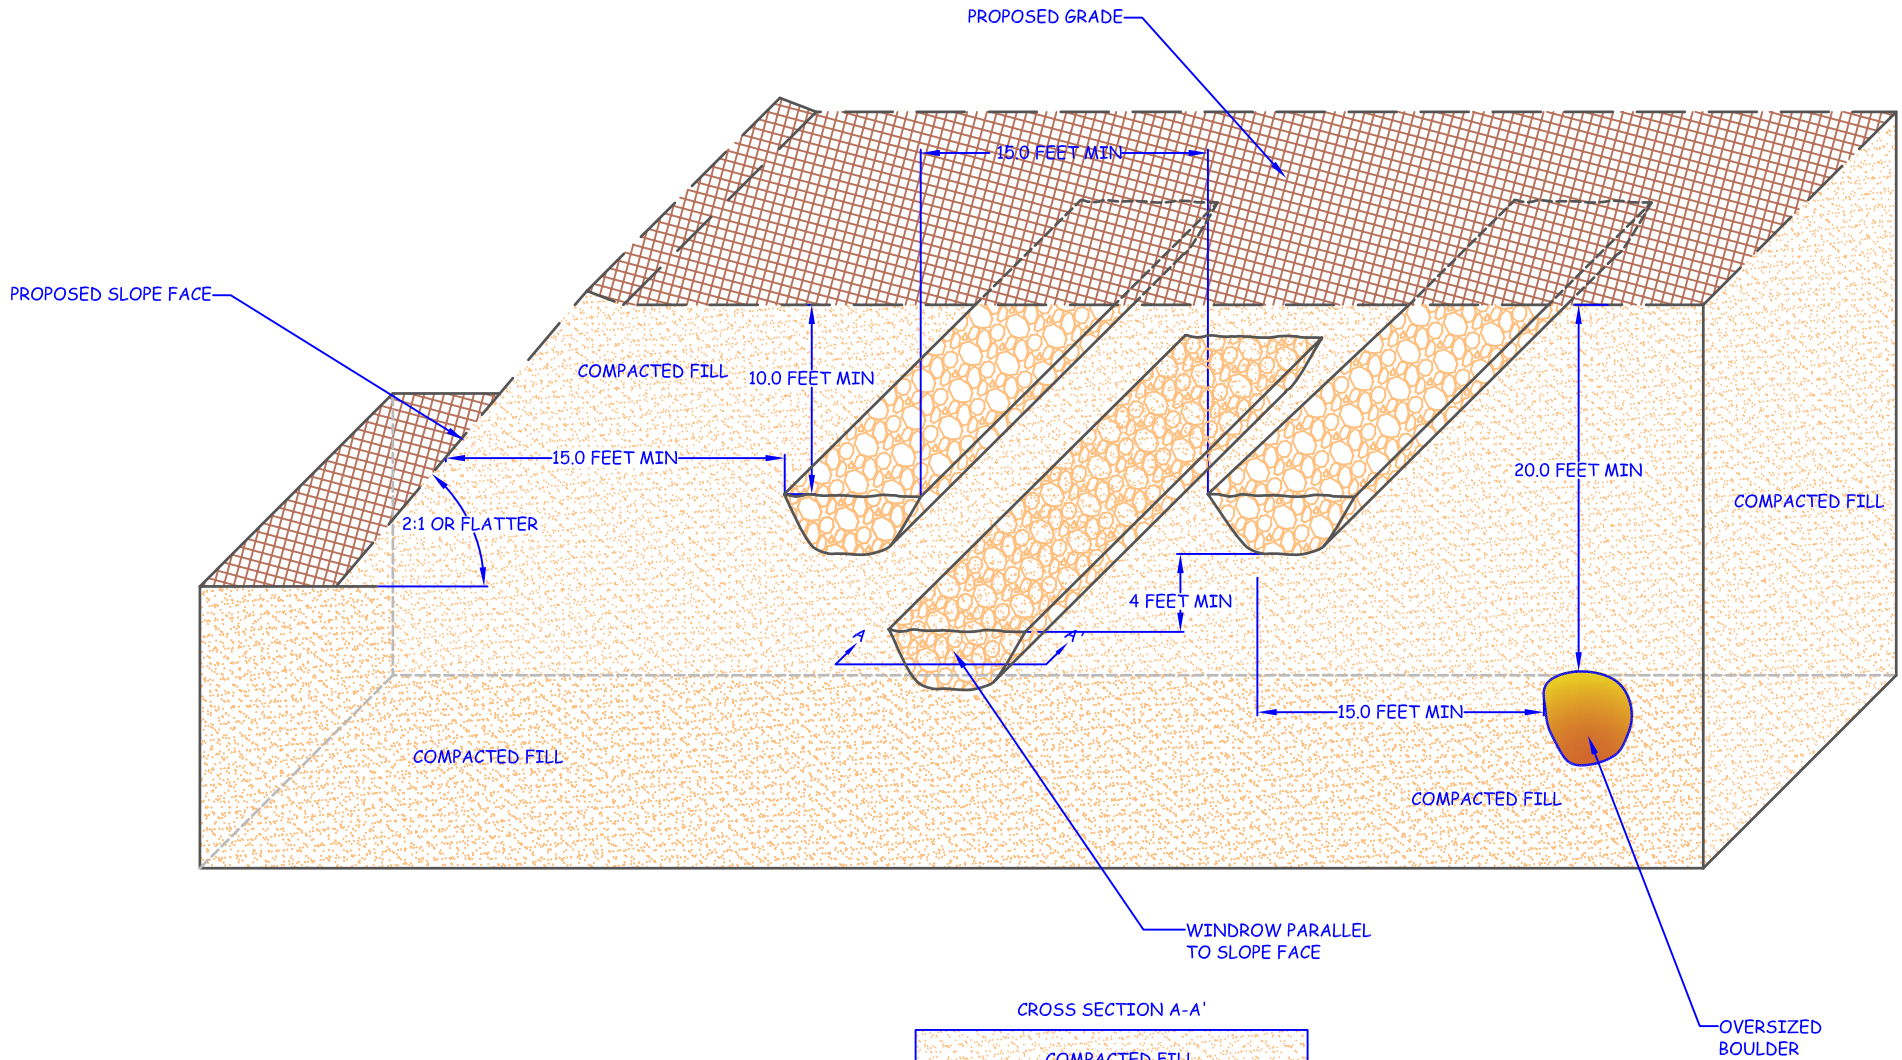 PROPOSED GRADE
15.0 FEET MIN
PROPOSED SLOPE FACE
COMPACTED FILL
10.0 FEET MIN
15.0 FEET MIN
20.0 FEET MIN
COMPACTED FILL
2:1 OR FLATTER
4 FEET MIN
A
A'
15.0 FEET MIN
COMPACTED FILL
COMPACTED FILL
WINDROW PARALLEL
TO SLOPE FACE
CROSS SECTION A-A'
OVERSIZED
BOULDER
COMPACTED FILL